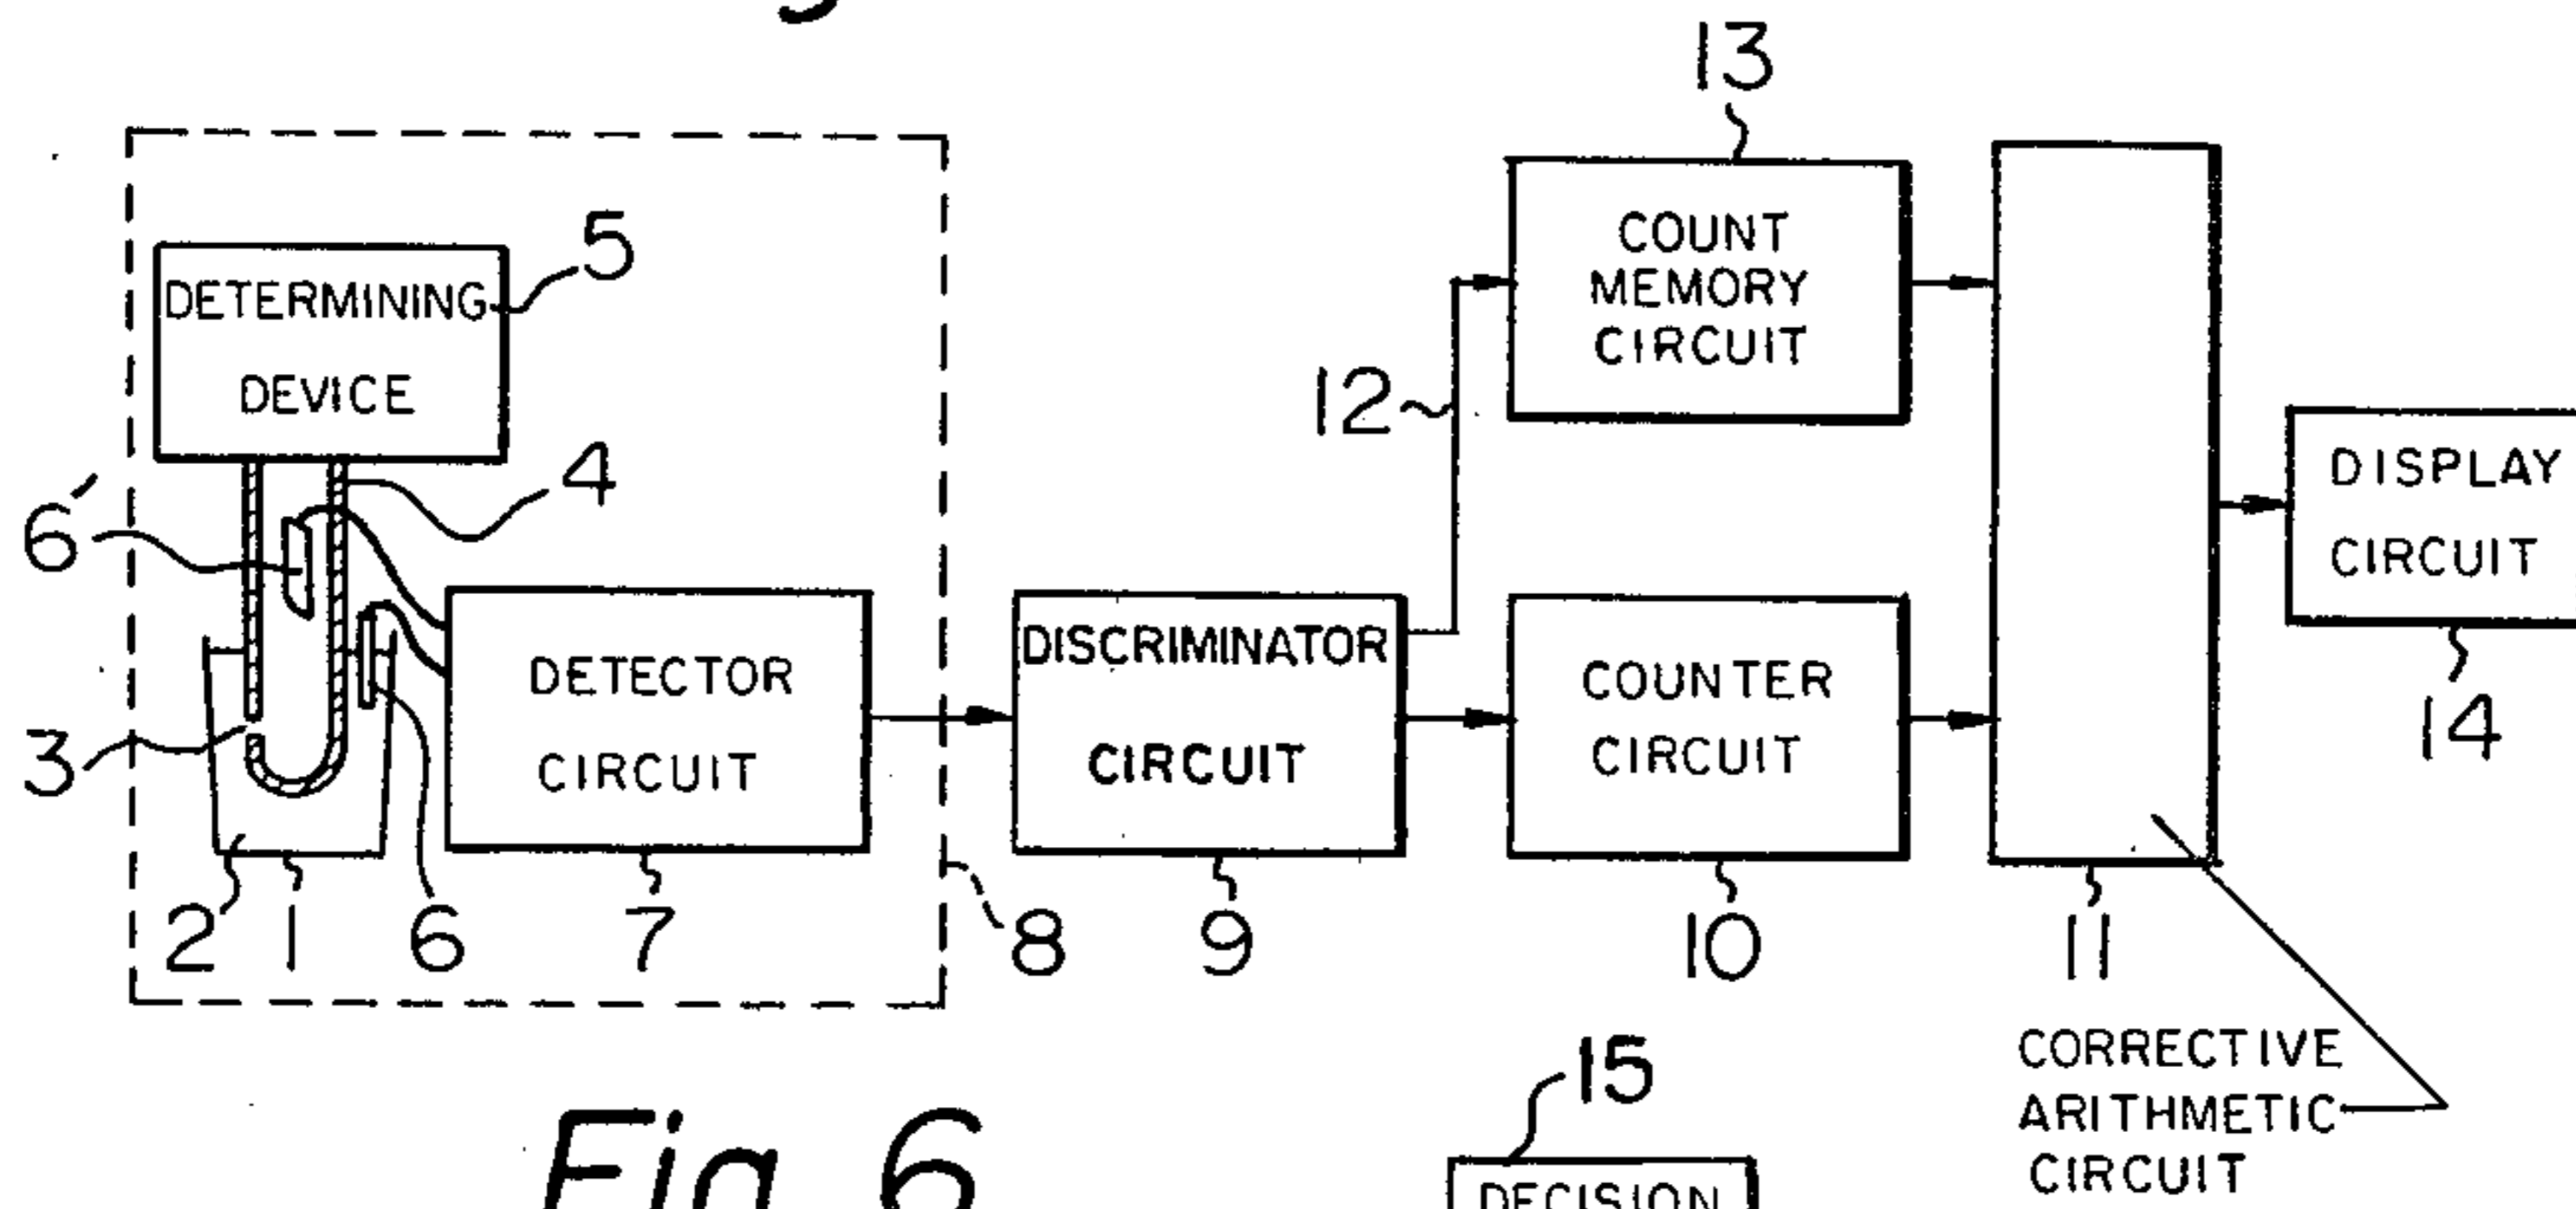 13
COUNT
MEMORY
CIRCUIT
5
DETERMINING
DEVICE
12
4
6'
DISPLAY
CIRCUIT
DISCRIMINATOR
CIRCUIT
DETECTOR
CIRCUIT
COUNTER
CIRCUIT
3
14
2
1
6
7
8
9
10
11
CORRECTIVE
ARITHMETIC
CIRCUIT
15
Fig 6
DECISION